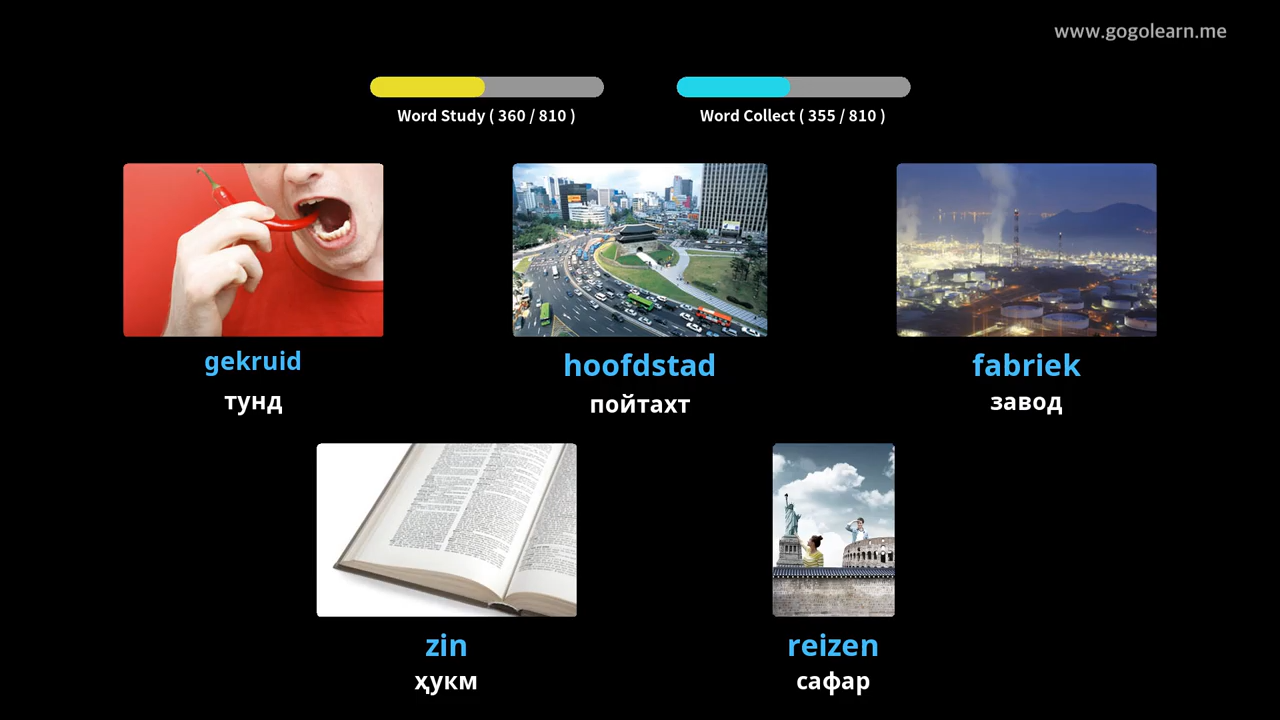 www.gogolearn.me
Word Study ( 360 / 810 )
Word Collect ( 355 / 810 )
gekruid
тунд
hoofdstad
пойтахт
fabriek
завод
zin
ҳукм
reizen
сафар